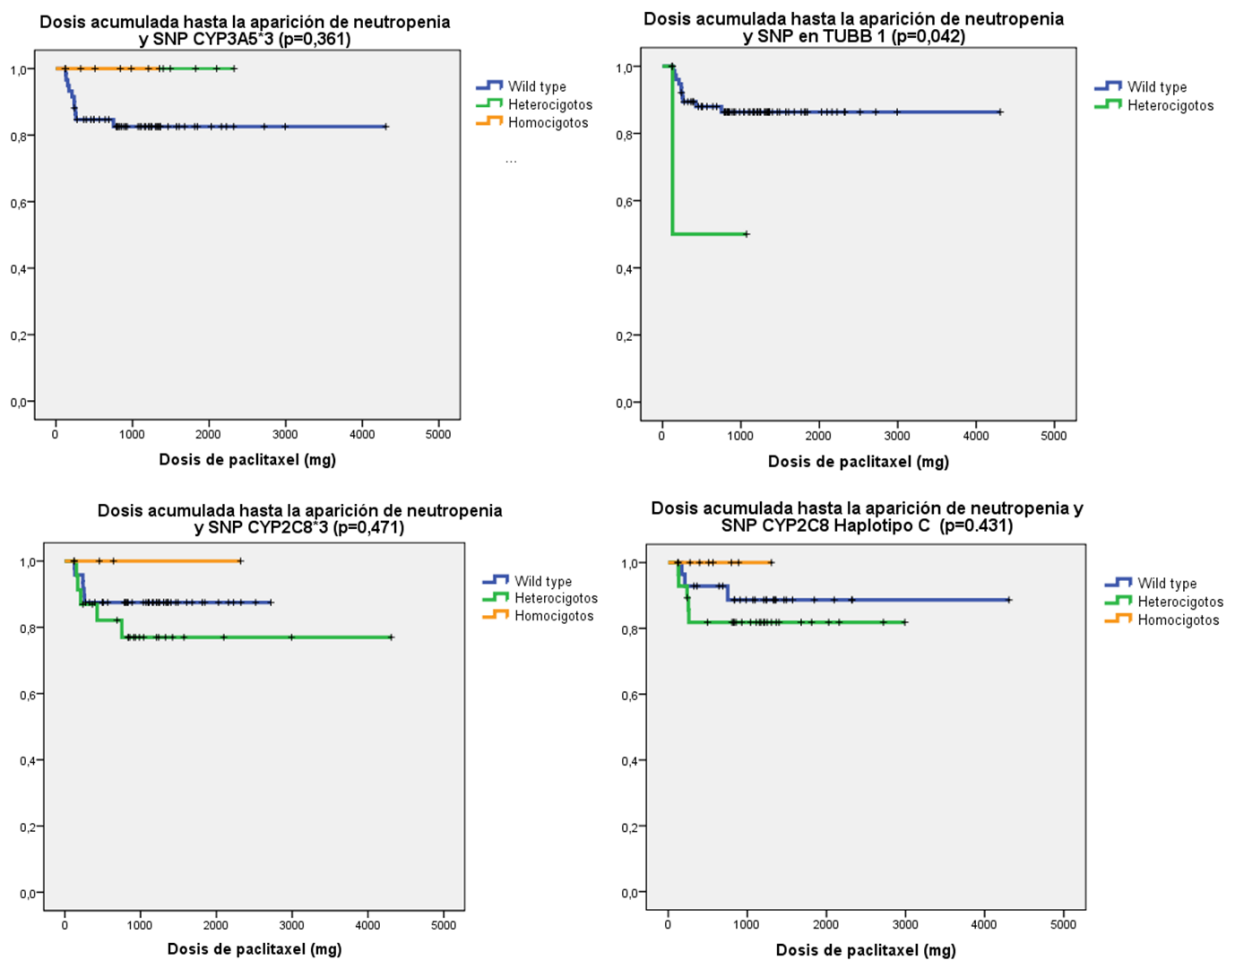 Dosis acumulada hasta la aparición de neutropenia
y SNP CYP3A5*3 (p=0,361)
1,0
0,8
0,6
0,4
0,2
0,0
0
1000
2000
3000
4000
5000
Dosis de paclitaxel (mg)
Wild type
Heterocigotos
Homocigotos
...
Dosis acumulada hasta la aparición de neutropenia
y SNP en TUBB 1 (p=0,042)
1,0
0,8
0,6
0,4
0,2
0,0
0
1000
2000
3000
4000
5000
Dosis de paclitaxel (mg)
Wild type
Heterocigotos
Dosis acumulada hasta la aparición de neutropenia
y SNP CYP2C8*3 (p=0,471)
1,0
0,8
0,6
0,4
0,2
0,0
0
1000
2000
3000
4000
5000
Dosis de paclitaxel (mg)
Wild type
Heterocigotos
Homocigotos
Dosis acumulada hasta la aparición de neutropenia y
SNP CYP2C8 Haplotipo C (p=0.431)
1,0
0,8
0,6
0,4
0,2
0,0
0
1000
2000
3000
4000
5000
Dosis de paclitaxel (mg)
Wild type
Heterocigotos
Homocigotos